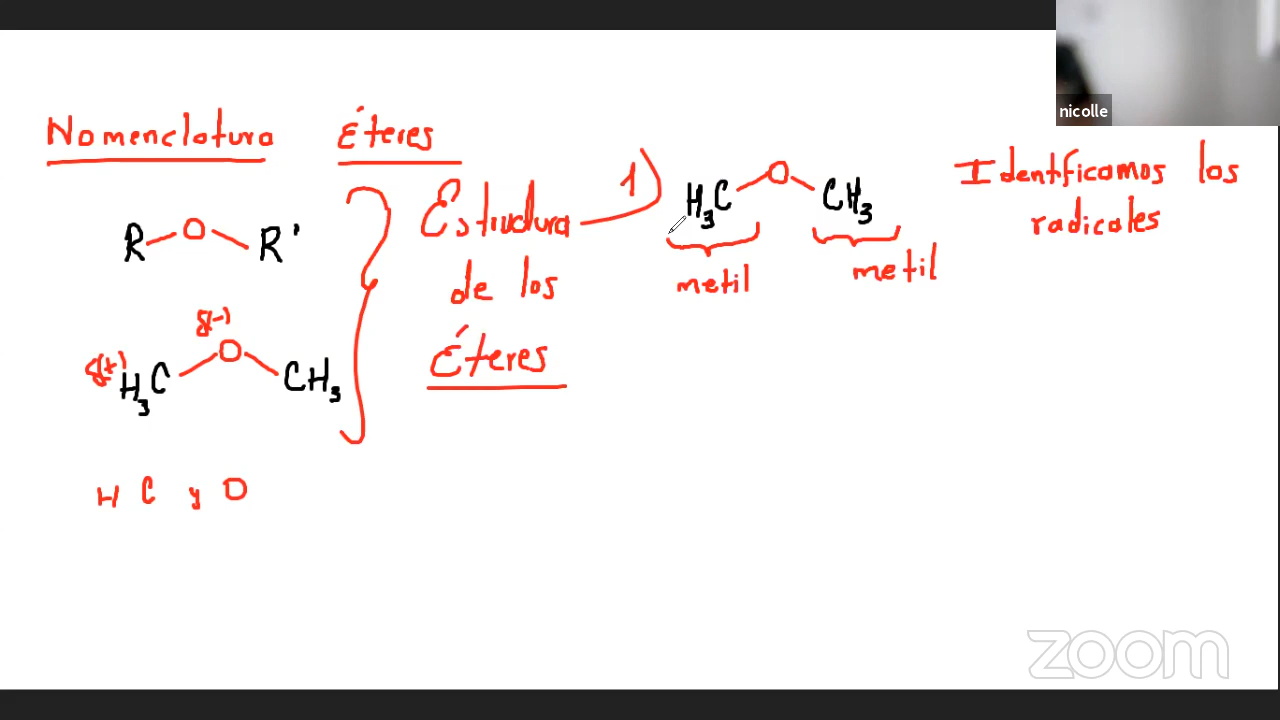 Nomenclatura Éteres
R O R'
δ(-)
δ(+) H3C O CH3
H C y O
Estructura
de los
Éteres
1) H3C O CH3
metil metil
Identficamos los
radicales
nicolle
zoom